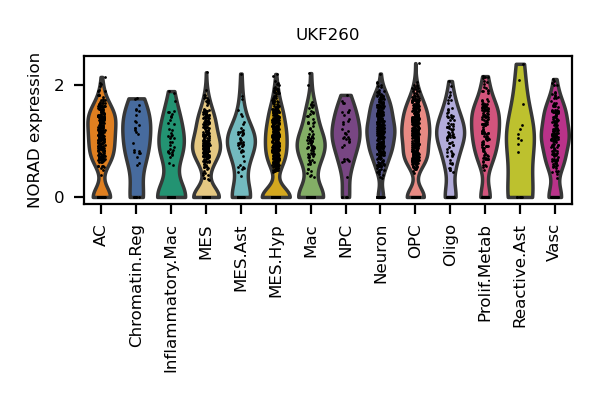 UKF260
NORAD expression
2
0
AC
Chromatin.Reg
Inflammatory.Mac
MES
MES.Ast
MES.Hyp
Mac
NPC
Neuron
OPC
Oligo
Prolif.Metab
Reactive.Ast
Vasc